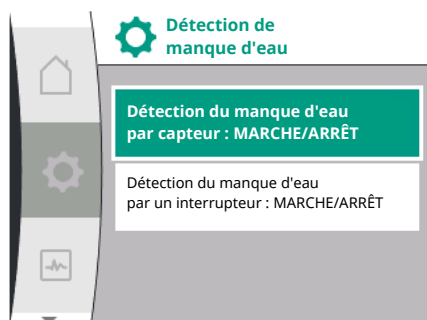 Détection de
manque d'eau
Détection du manque d'eau
par capteur : MARCHE/ARRÊT
Détection du manque d'eau
par un interrupteur : MARCHE/ARRÊT